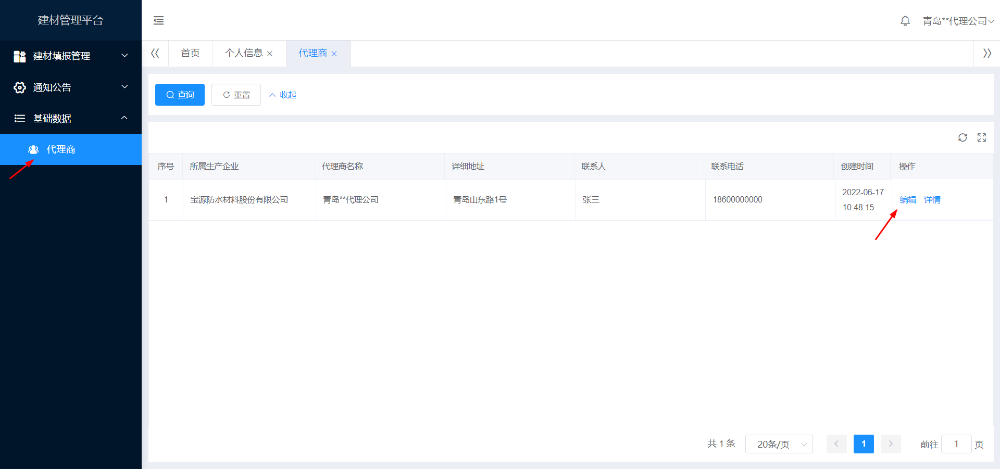 建材管理平台
青岛**代理公司
建材填报管理
通知公告
基础数据
代理商
首页
个人信息
代理商
查询
重置
收起
序号 所属生产企业 代理商名称 详细地址 联系人 联系电话 创建时间 操作
1 宝源防水材料股份有限公司 青岛**代理公司 青岛山东路1号 张三 18600000000 2022-06-17 10:48:15 编辑 详情
共 1 条 20条/页 1 前往 1 页